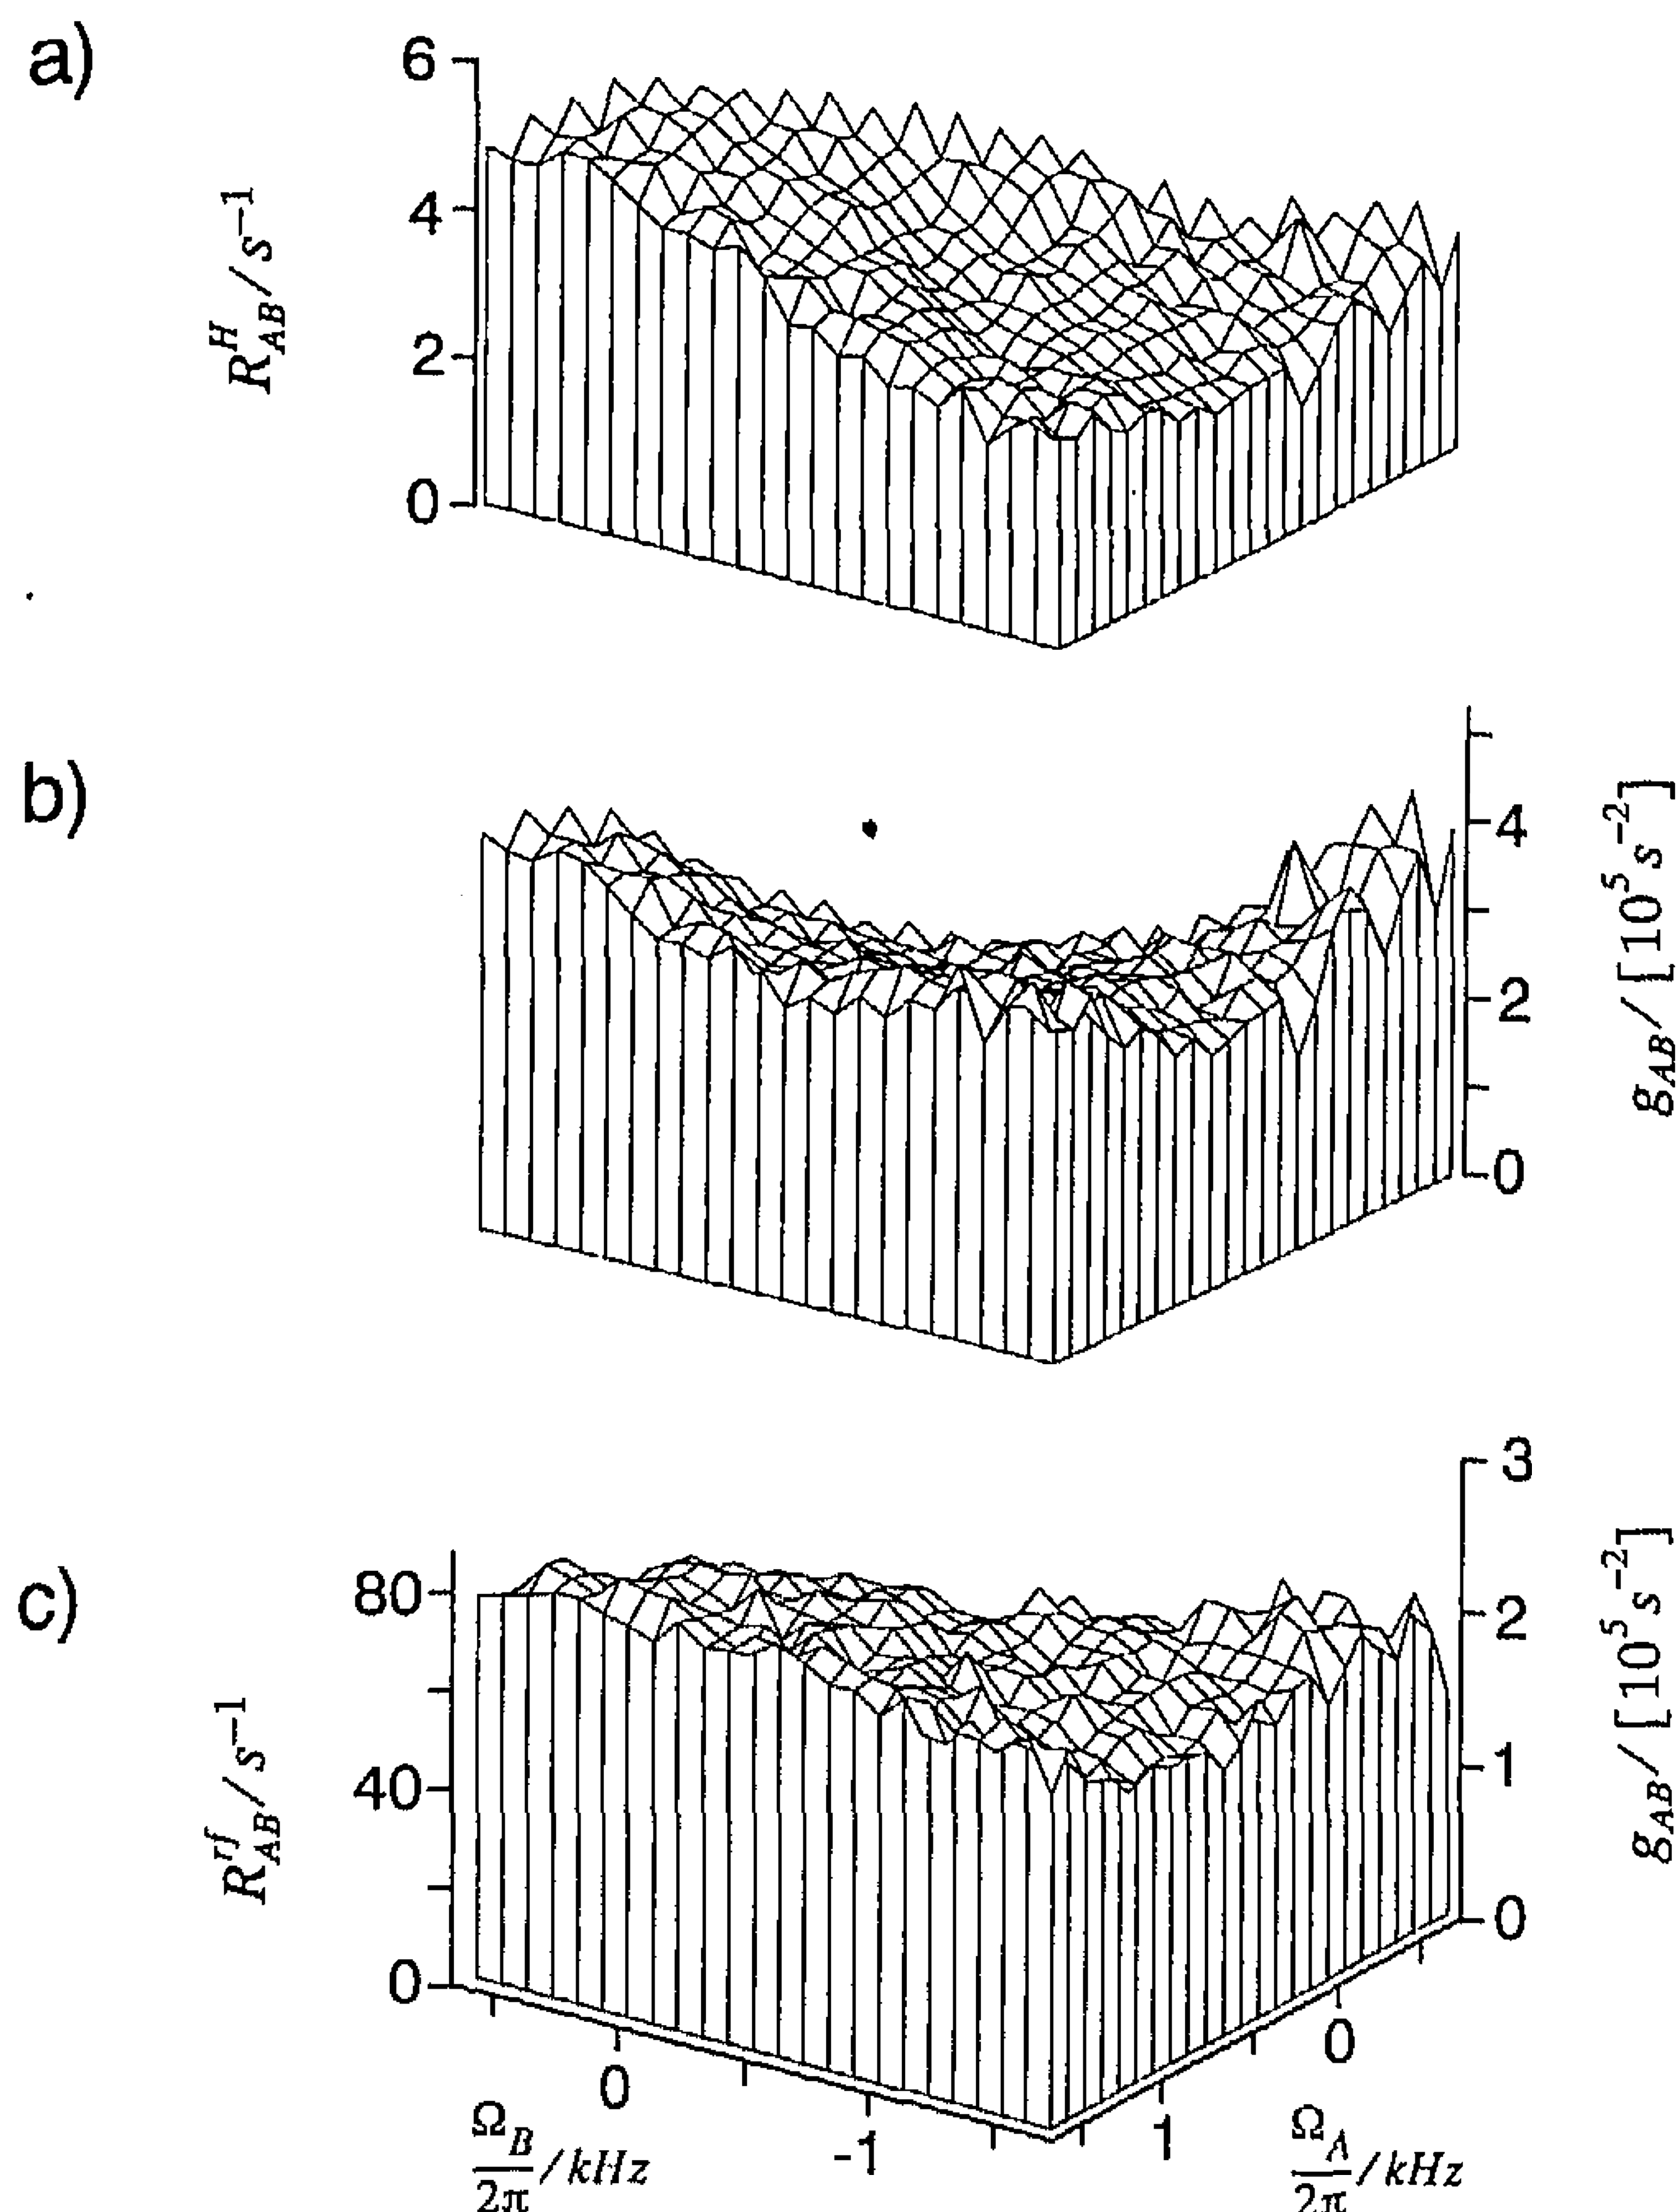 a)
6
4
2
0
R^H_AB / s^−1
b)
4
2
0
g_AB / [10^5 s^−2]
c)
80
40
0
R^rf_AB / s^−1
3
2
1
0
g_AB / [10^5 s^−2]
0
-1
Ω_B/2π / kHz
1
0
Ω_A/2π / kHz